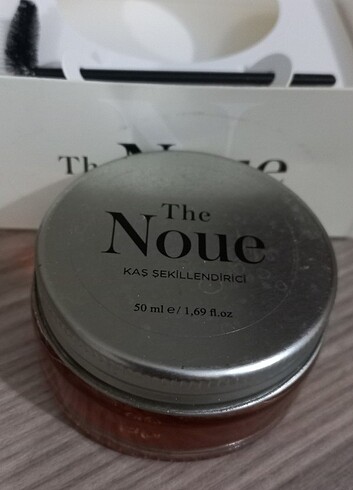 The Noue
The
Noue
KAŞ ŞEKİLLENDİRİCİ
50 ml e / 1,69 fl.oz